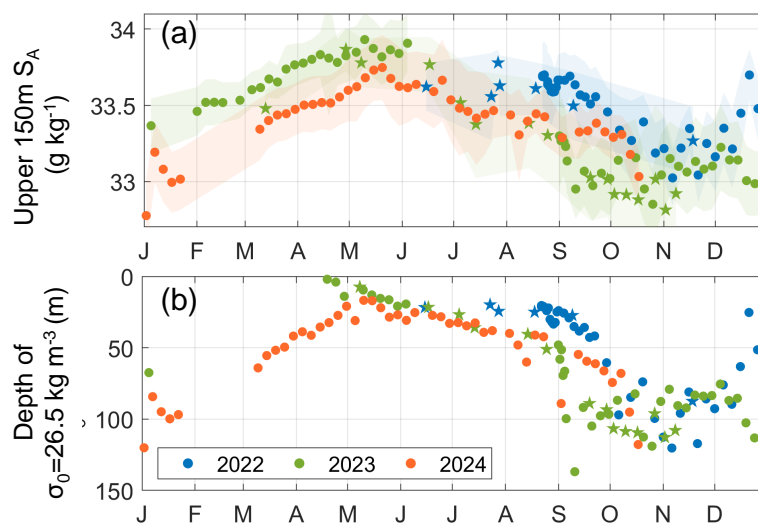 34
(a)
33.5
33
Upper 150m S_A
(g kg⁻¹)
J F M A M J J A S O N D
0
(b)
50
100
150
Depth of
σ₀=26.5 kg m⁻³ (m)
2022 2023 2024
J F M A M J J A S O N D